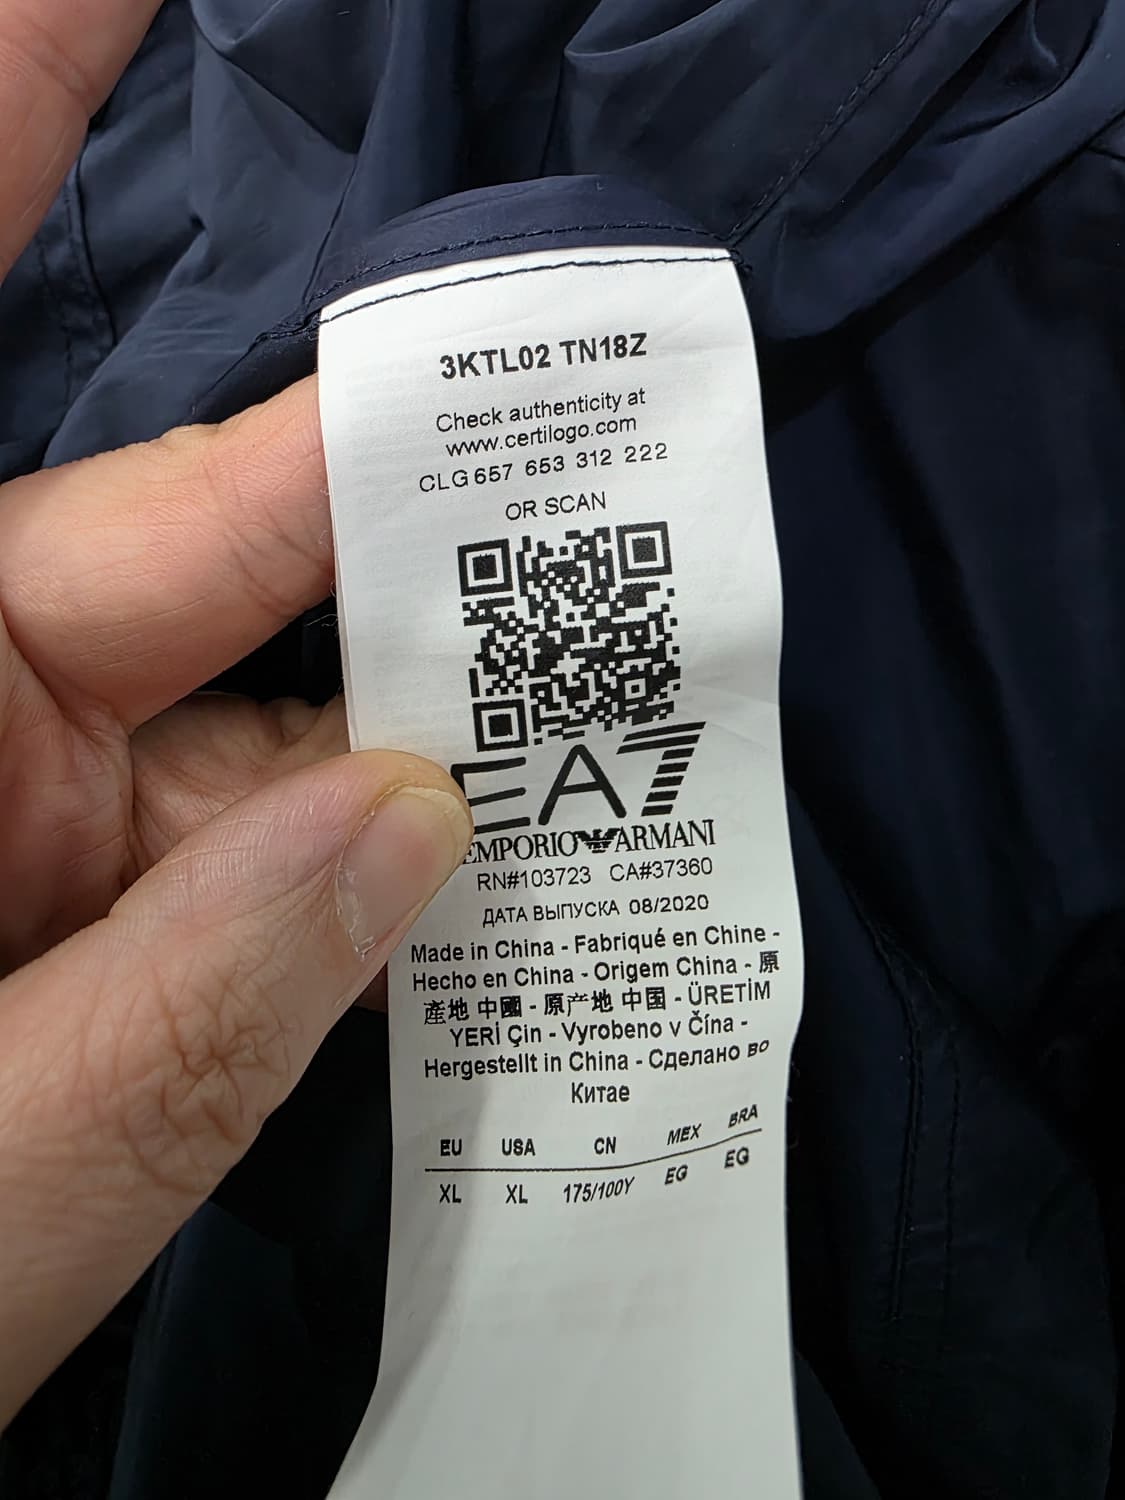 3KTL02 TN18Z
Check authenticity at
www.certilogo.com
CLG 657 653 312 222
OR SCAN
EA7
EMPORIO ARMANI
RN#103723 CA#37360
ДАТА ВЫПУСКА 08/2020
Made in China - Fabriqué en Chine -
Hecho en China - Origem China - 原
產地 中國 - 原产地 中国 - ÜRETİM
YERİ Çin - Vyrobeno v Čína -
Hergestellt in China - Сделано во
Китае
EU USA CN MEX BRA
XL XL 175/100Y EG EG